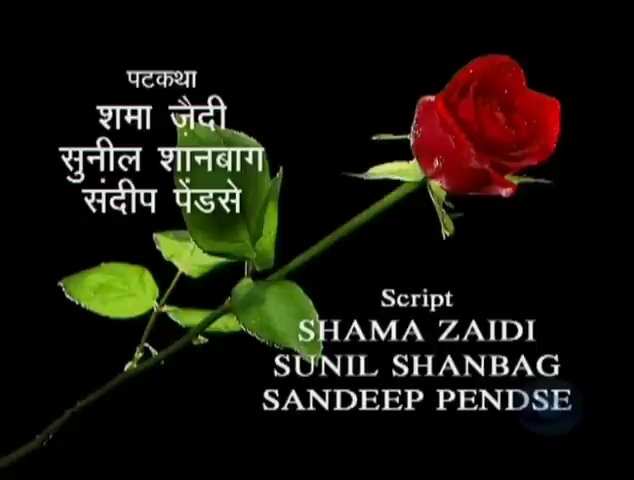 पटकथा
शमा ज़ैदी
सुनील शानबाग
संदीप पेंडसे
Script
SHAMA ZAIDI
SUNIL SHANBAG
SANDEEP PENDSE